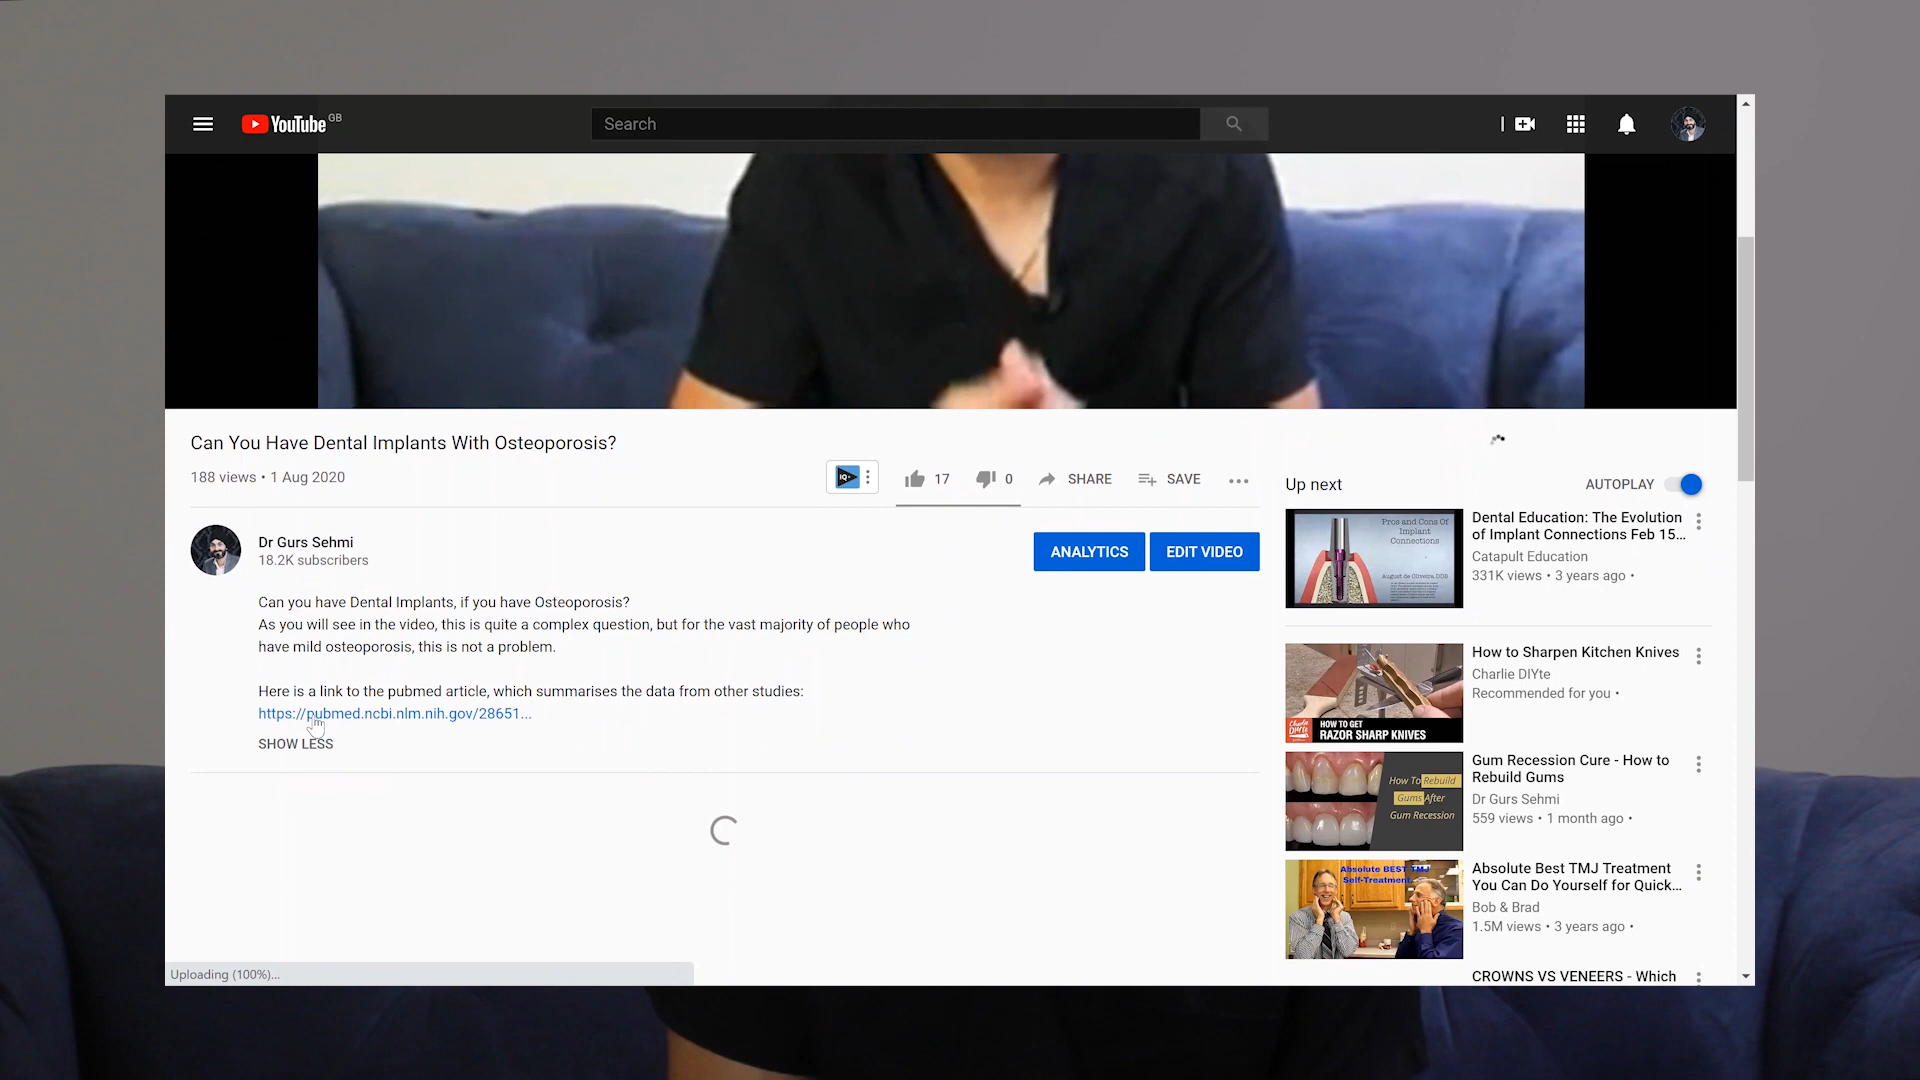 YouTube GB
Search
Can You Have Dental Implants With Osteoporosis?
188 views • 1 Aug 2020
IQ+
17
0
SHARE
SAVE
Dr Gurs Sehmi
18.2K subscribers
ANALYTICS
EDIT VIDEO
Can you have Dental Implants, if you have Osteoporosis?
As you will see in the video, this is quite a complex question, but for the vast majority of people who
have mild osteoporosis, this is not a problem.
Here is a link to the pubmed article, which summarises the data from other studies:
https://pubmed.ncbi.nlm.nih.gov/28651...
SHOW LESS
Uploading (100%)...
Up next
AUTOPLAY
Pros and Cons Of
Implant
Connections
August de Oliveira, DDS
Dental Education: The Evolution
of Implant Connections Feb 15...
Catapult Education
331K views • 3 years ago •
Charlie
DIYte
HOW TO GET
RAZOR SHARP KNIVES
How to Sharpen Kitchen Knives
Charlie DIYte
Recommended for you •
How To Rebuild
Gums After
Gum Recession
Gum Recession Cure - How to
Rebuild Gums
Dr Gurs Sehmi
559 views • 1 month ago •
Absolute BEST TMJ
Self-Treatment
Absolute Best TMJ Treatment
You Can Do Yourself for Quick...
Bob & Brad
1.5M views • 3 years ago •
CROWNS VS VENEERS - Which